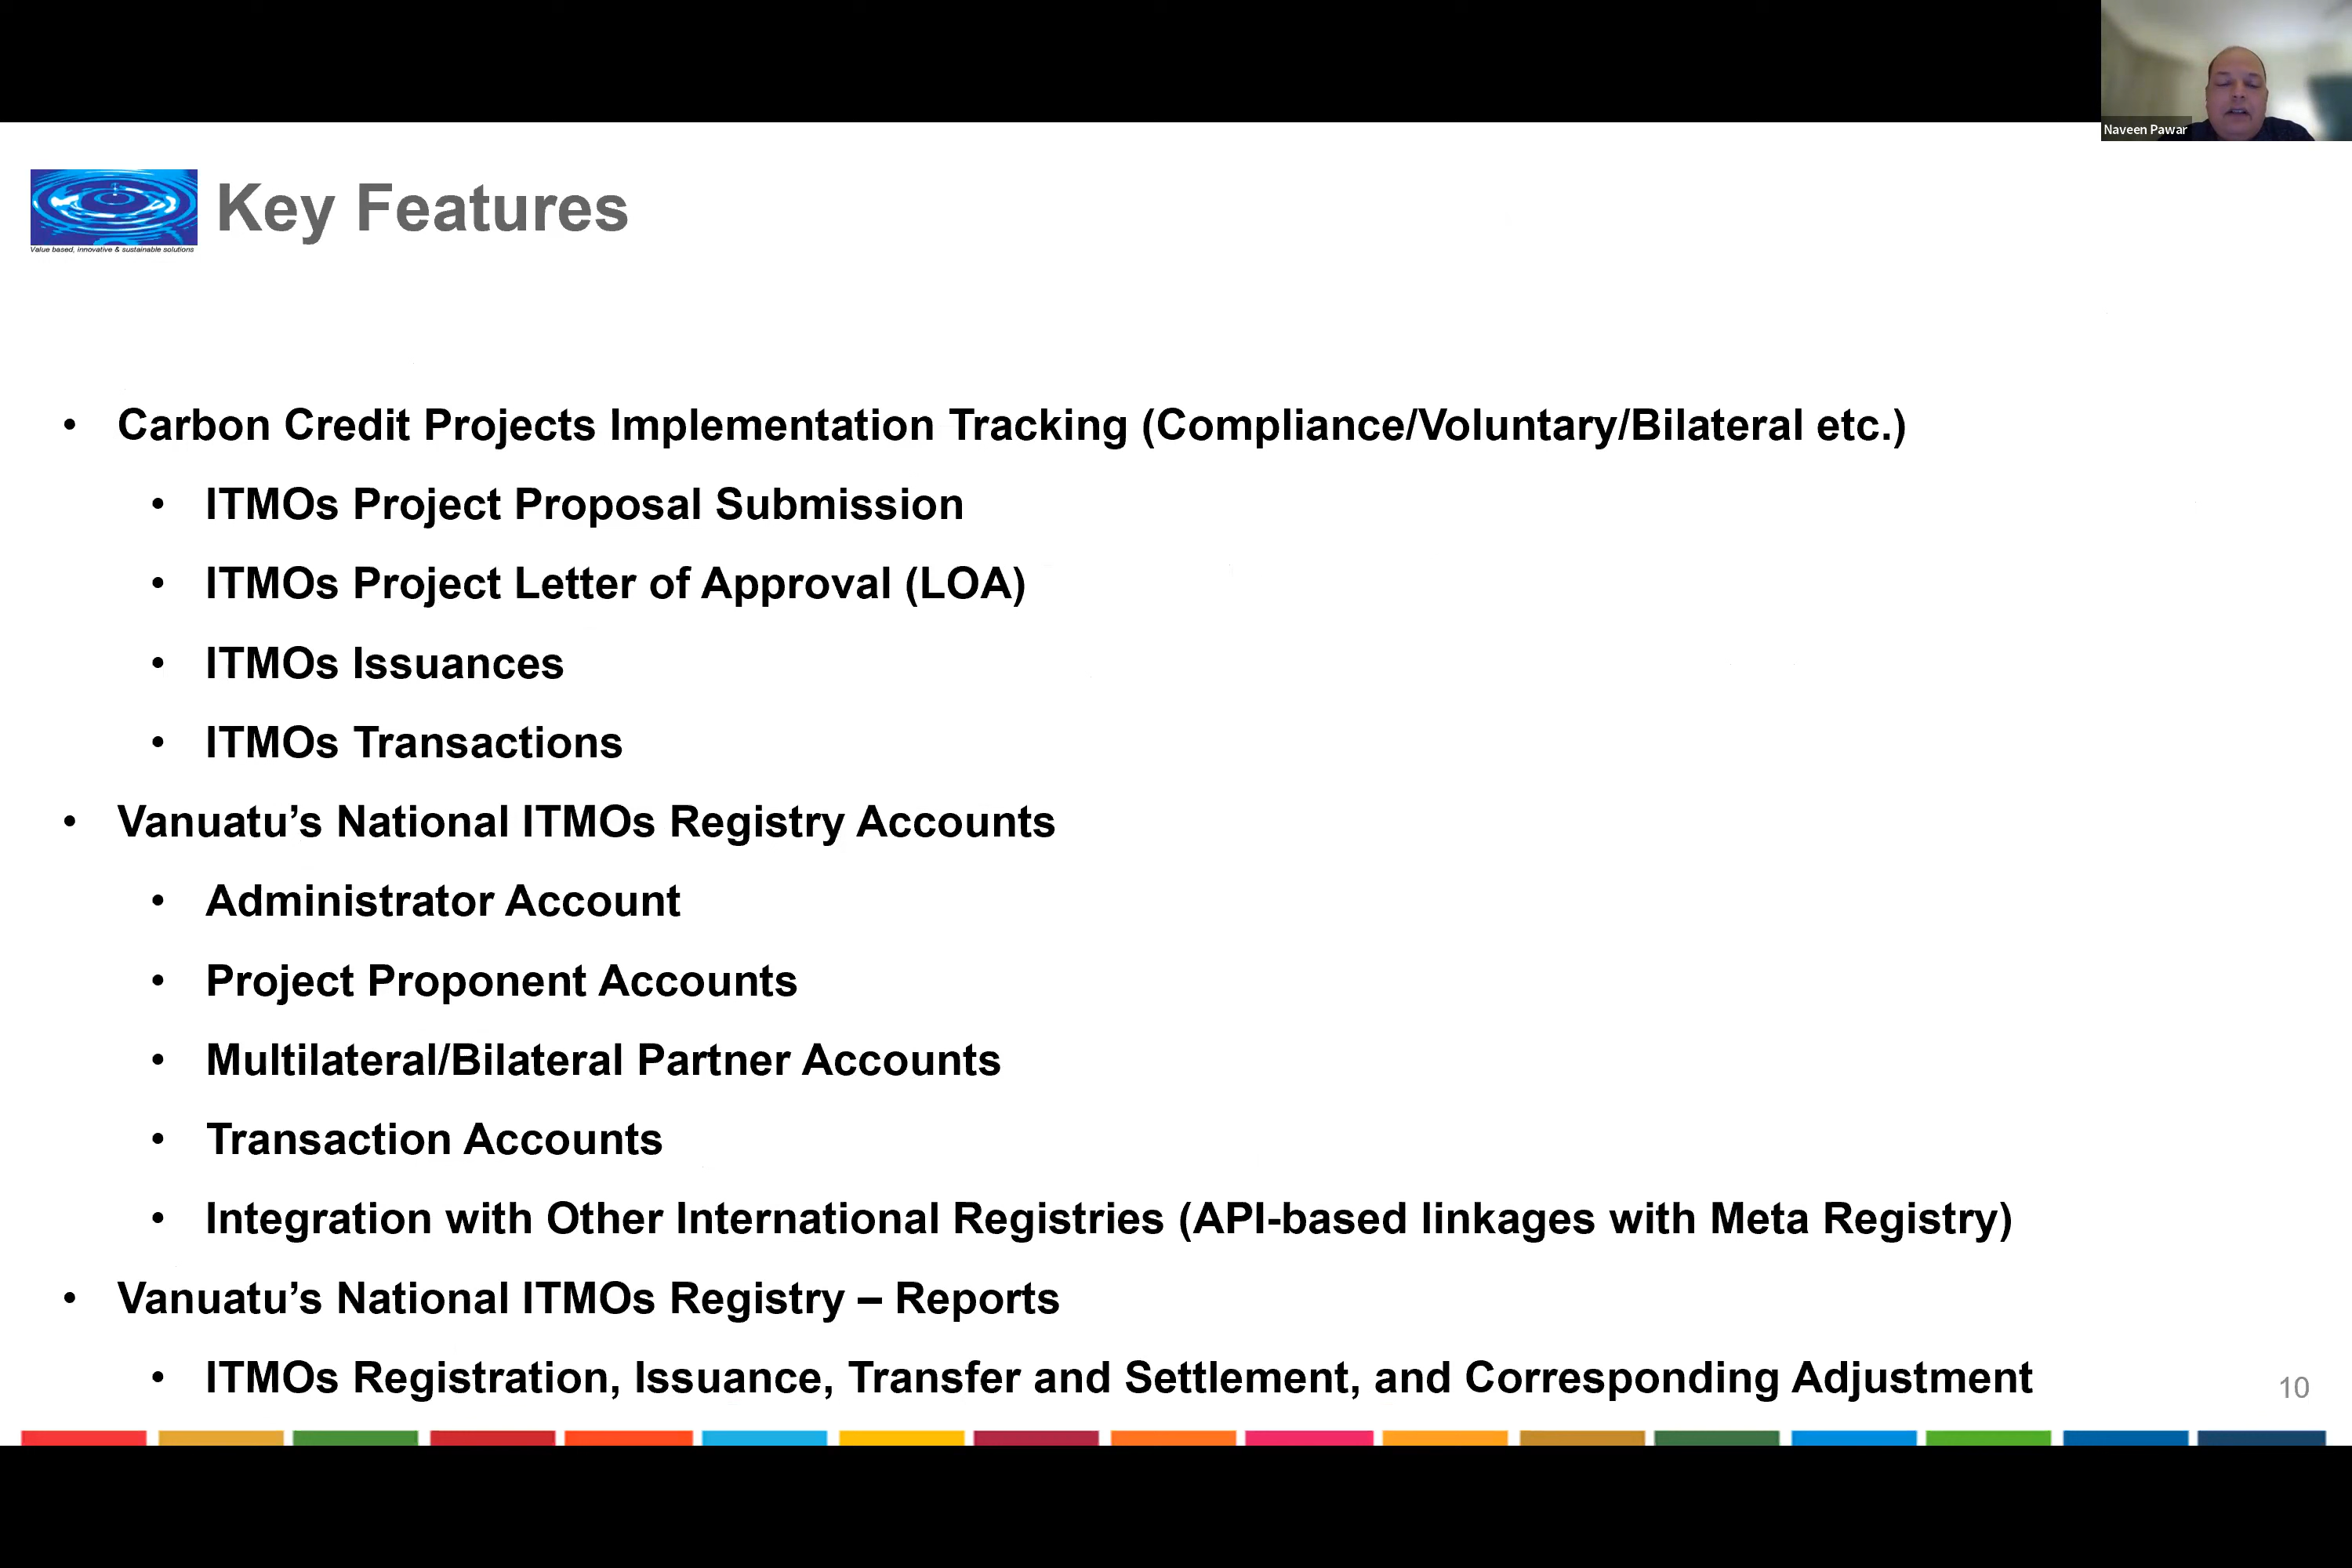 Naveen Pawar
Value based, innovative & sustainable solutions
Key Features
• Carbon Credit Projects Implementation Tracking (Compliance/Voluntary/Bilateral etc.)
• ITMOs Project Proposal Submission
• ITMOs Project Letter of Approval (LOA)
• ITMOs Issuances
• ITMOs Transactions
• Vanuatu’s National ITMOs Registry Accounts
• Administrator Account
• Project Proponent Accounts
• Multilateral/Bilateral Partner Accounts
• Transaction Accounts
• Integration with Other International Registries (API-based linkages with Meta Registry)
• Vanuatu’s National ITMOs Registry – Reports
• ITMOs Registration, Issuance, Transfer and Settlement, and Corresponding Adjustment
10